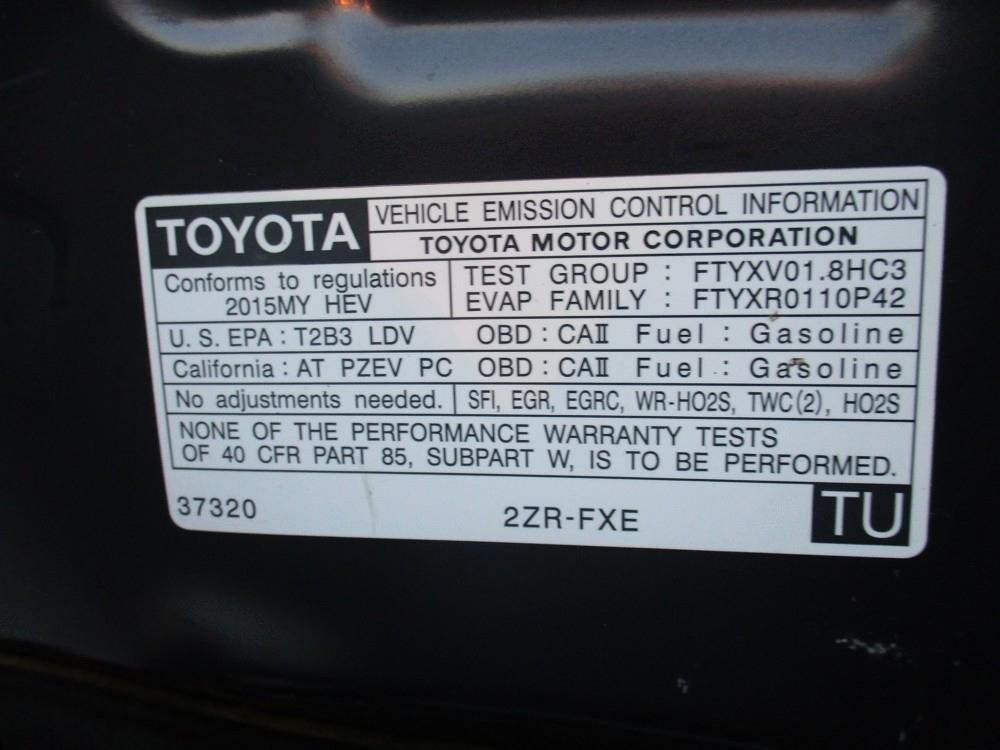 TOYOTA
VEHICLE EMISSION CONTROL INFORMATION
TOYOTA MOTOR CORPORATION
Conforms to regulations
2015MY HEV
TEST GROUP : FTYXV01.8HC3
EVAP FAMILY : FTYXR0110P42
U. S. EPA : T2B3 LDV OBD : CAⅡ Fuel : Gasoline
California : AT PZEV PC OBD : CAⅡ Fuel : Gasoline
No adjustments needed. SFI, EGR, EGRC, WR-HO2S, TWC(2), HO2S
NONE OF THE PERFORMANCE WARRANTY TESTS
OF 40 CFR PART 85, SUBPART W, IS TO BE PERFORMED.
37320 2ZR-FXE TU